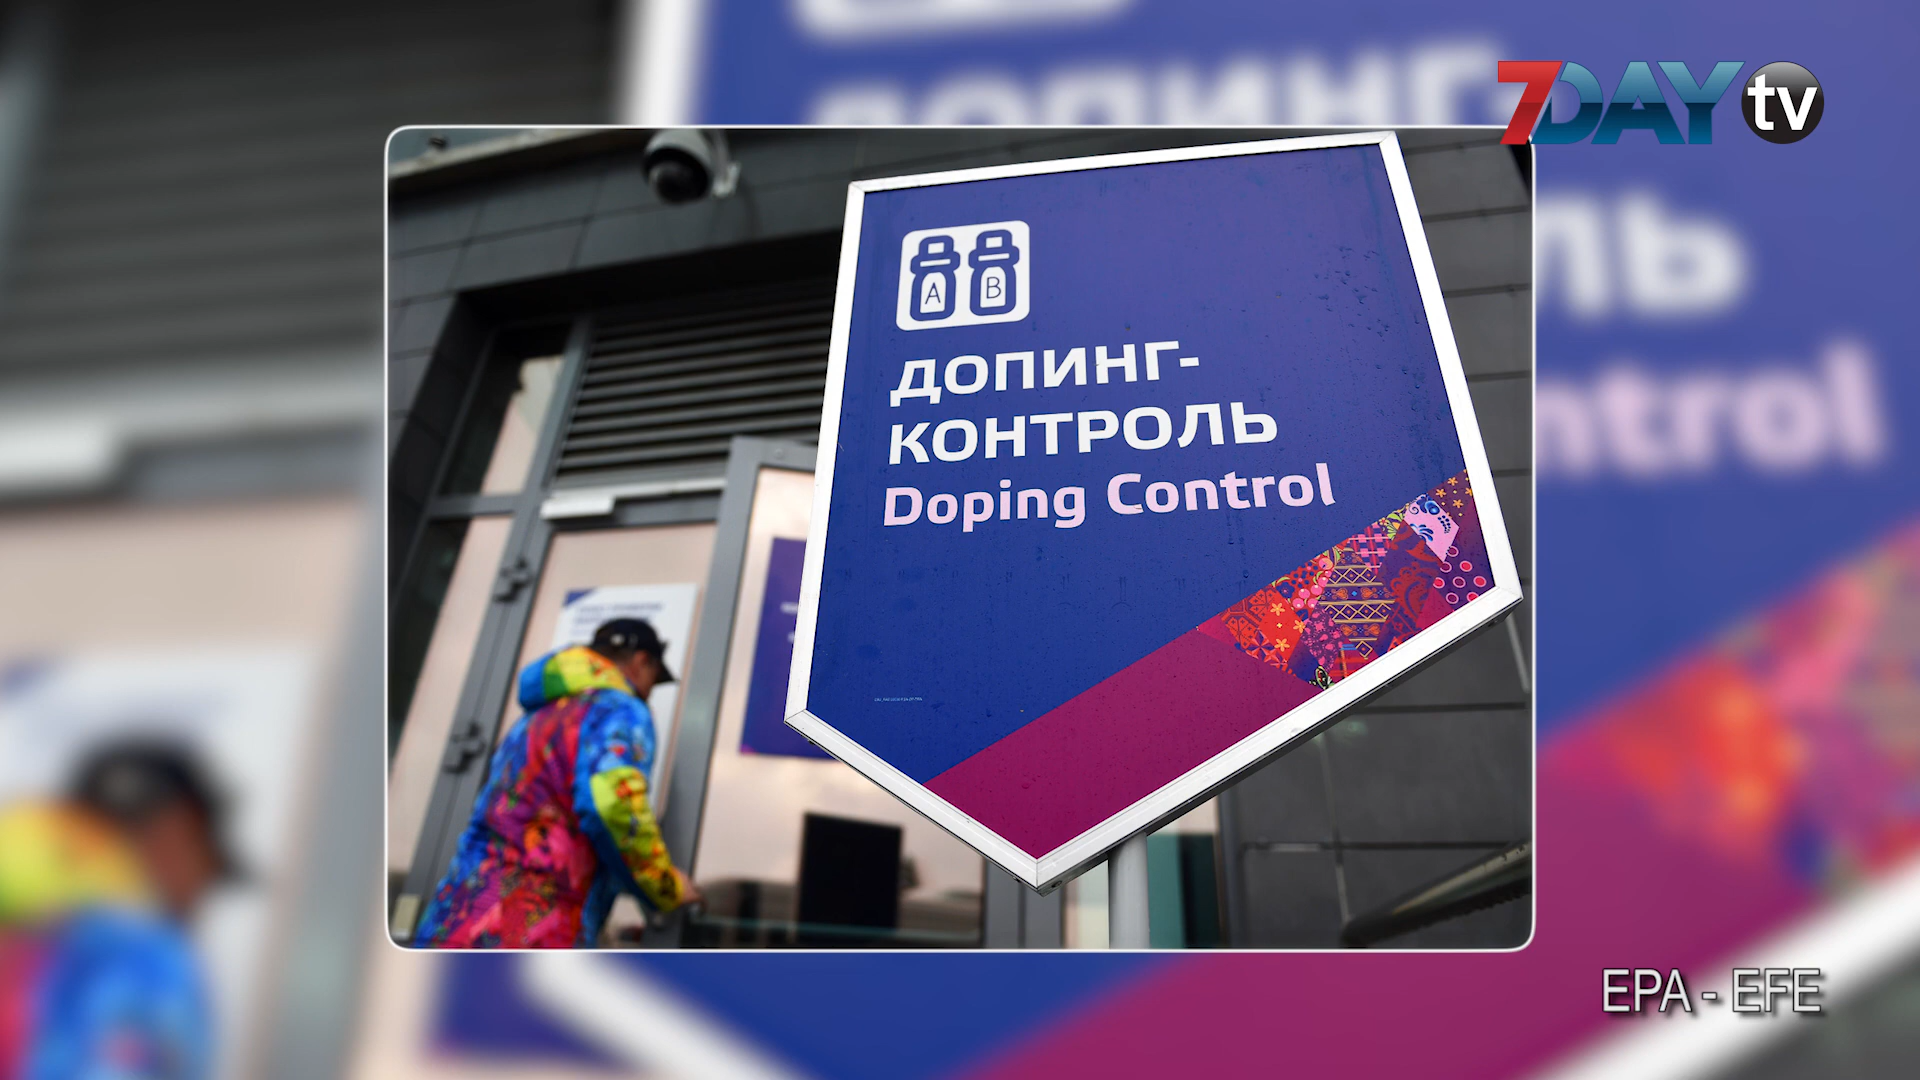 7DAY tv
A B
ДОПИНГ-
КОНТРОЛЬ
Doping Control
EPA - EFE